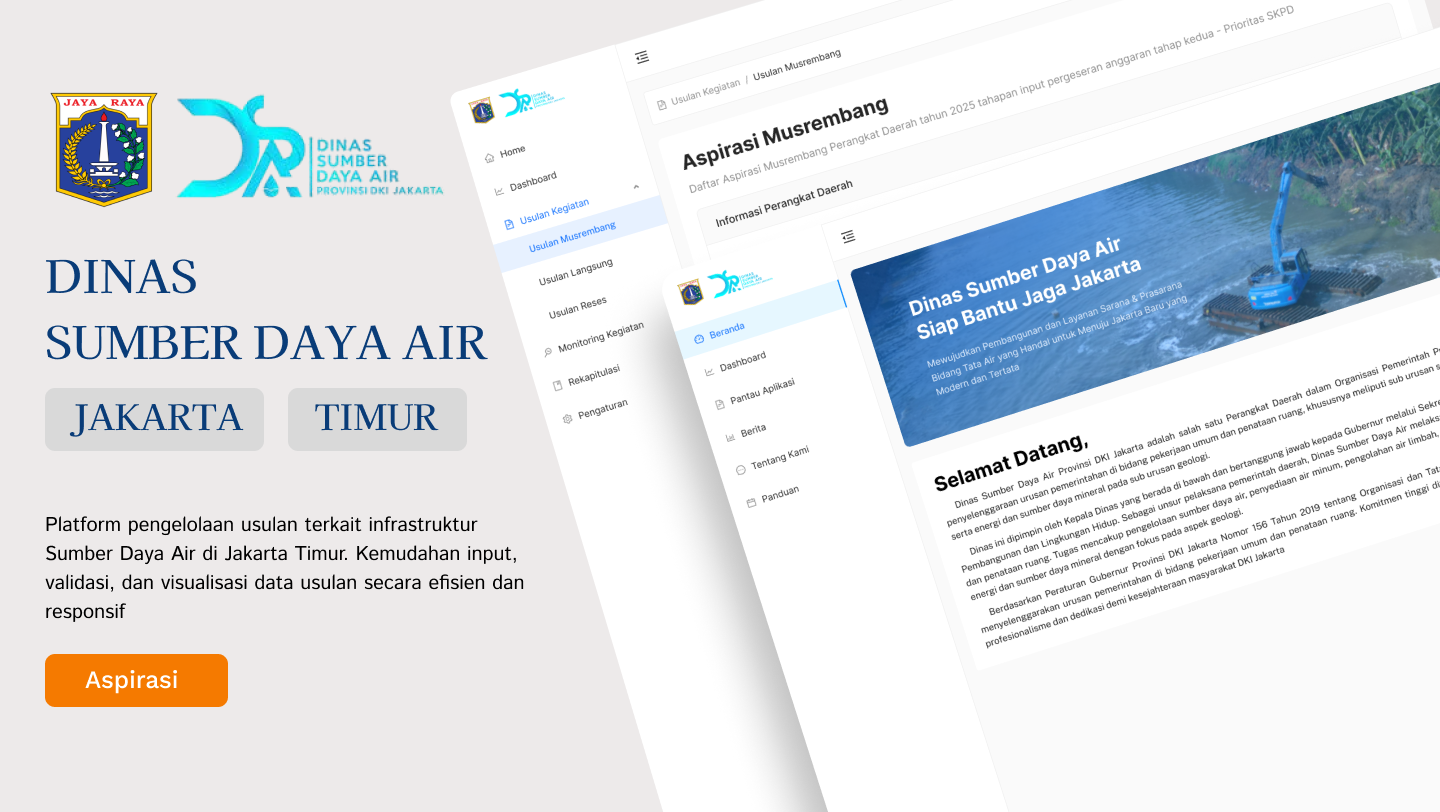 JAYA RAYA
DINAS
SUMBER
DAYA AIR
PROVINSI DKI JAKARTA
DINAS
SUMBER DAYA AIR
JAKARTA
TIMUR
Platform pengelolaan usulan terkait infrastruktur
Sumber Daya Air di Jakarta Timur. Kemudahan input,
validasi, dan visualisasi data usulan secara efisien dan
responsif
Aspirasi
Home
Dashboard
Usulan Kegiatan
Usulan Musrembang
Usulan Langsung
Usulan Reses
Monitoring Kegiatan
Rekapitulasi
Pengaturan
Usulan Kegiatan / Usulan Musrembang
Aspirasi Musrembang
Daftar Aspirasi Musrembang Perangkat Daerah tahun 2025 tahapan input pergeseran anggaran tahap kedua - Prioritas SKPD
Informasi Perangkat Daerah
Beranda
Dashboard
Pantau Aplikasi
Berita
Tentang Kami
Panduan
Dinas Sumber Daya Air
Siap Bantu Jaga Jakarta
Mewujudkan Pembangunan dan Layanan Sarana & Prasarana
Bidang Tata Air yang Handal untuk Menuju Jakarta Baru yang
Modern dan Tertata
Selamat Datang,
Dinas Sumber Daya Air Provinsi DKI Jakarta adalah salah satu Perangkat Daerah dalam Organisasi Pemerintah
penyelenggaraan urusan pemerintahan di bidang pekerjaan umum dan penataan ruang, khususnya meliputi sub urusan
serta energi dan sumber daya mineral pada sub urusan geologi.
Dinas ini dipimpin oleh Kepala Dinas yang berada di bawah dan bertanggung jawab kepada Gubernur melalui
Pembangunan dan Lingkungan Hidup. Sebagai unsur pelaksana pemerintah daerah, Dinas Sumber Daya Air
dan penataan ruang. Tugas mencakup pengelolaan sumber daya air, penyediaan air minum, pengolahan air limbah,
energi dan sumber daya mineral dengan fokus pada aspek geologi.
Berdasarkan Peraturan Gubernur Provinsi DKI Jakarta Nomor 156 Tahun 2019 tentang Organisasi dan
menyelenggarakan urusan pemerintahan di bidang pekerjaan umum dan penataan ruang. Komitmen tinggi
profesionalisme dan dedikasi demi kesejahteraan masyarakat DKI Jakarta